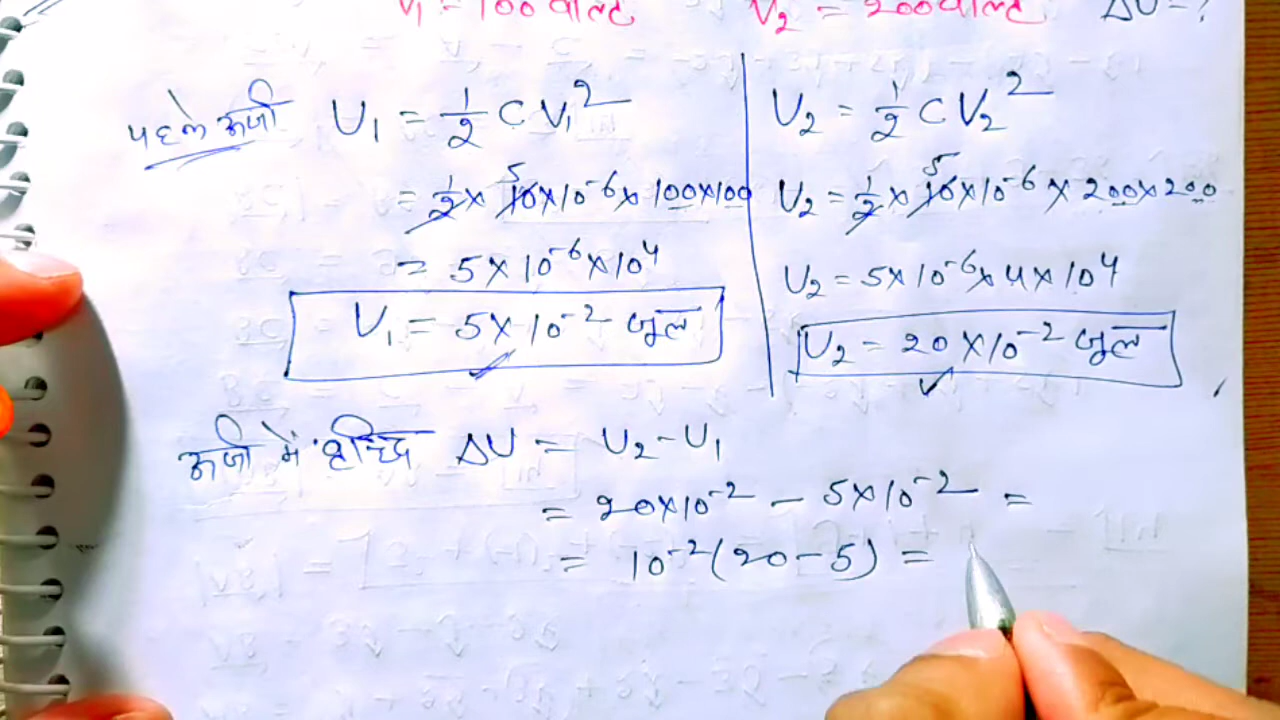 V₁ = 100 वोल्ट V₂ = 200 वोल्ट ΔU = ?
पहले ऊर्जा U₁ = 1/2 C V₁²
= 1/2 × 10 5 × 10⁻⁶ × 100×100
= 5 × 10⁻⁶ × 10⁴
U₁ = 5 × 10⁻² जूल
U₂ = 1/2 C V₂²
U₂ = 1/2 × 10 5 × 10⁻⁶ × 200×200
U₂ = 5 × 10⁻⁶ × 4 × 10⁴
U₂ = 20 × 10⁻² जूल
ऊर्जा में वृद्धि ΔU = U₂ - U₁
= 20×10⁻² - 5×10⁻² =
= 10⁻² (20 - 5) =